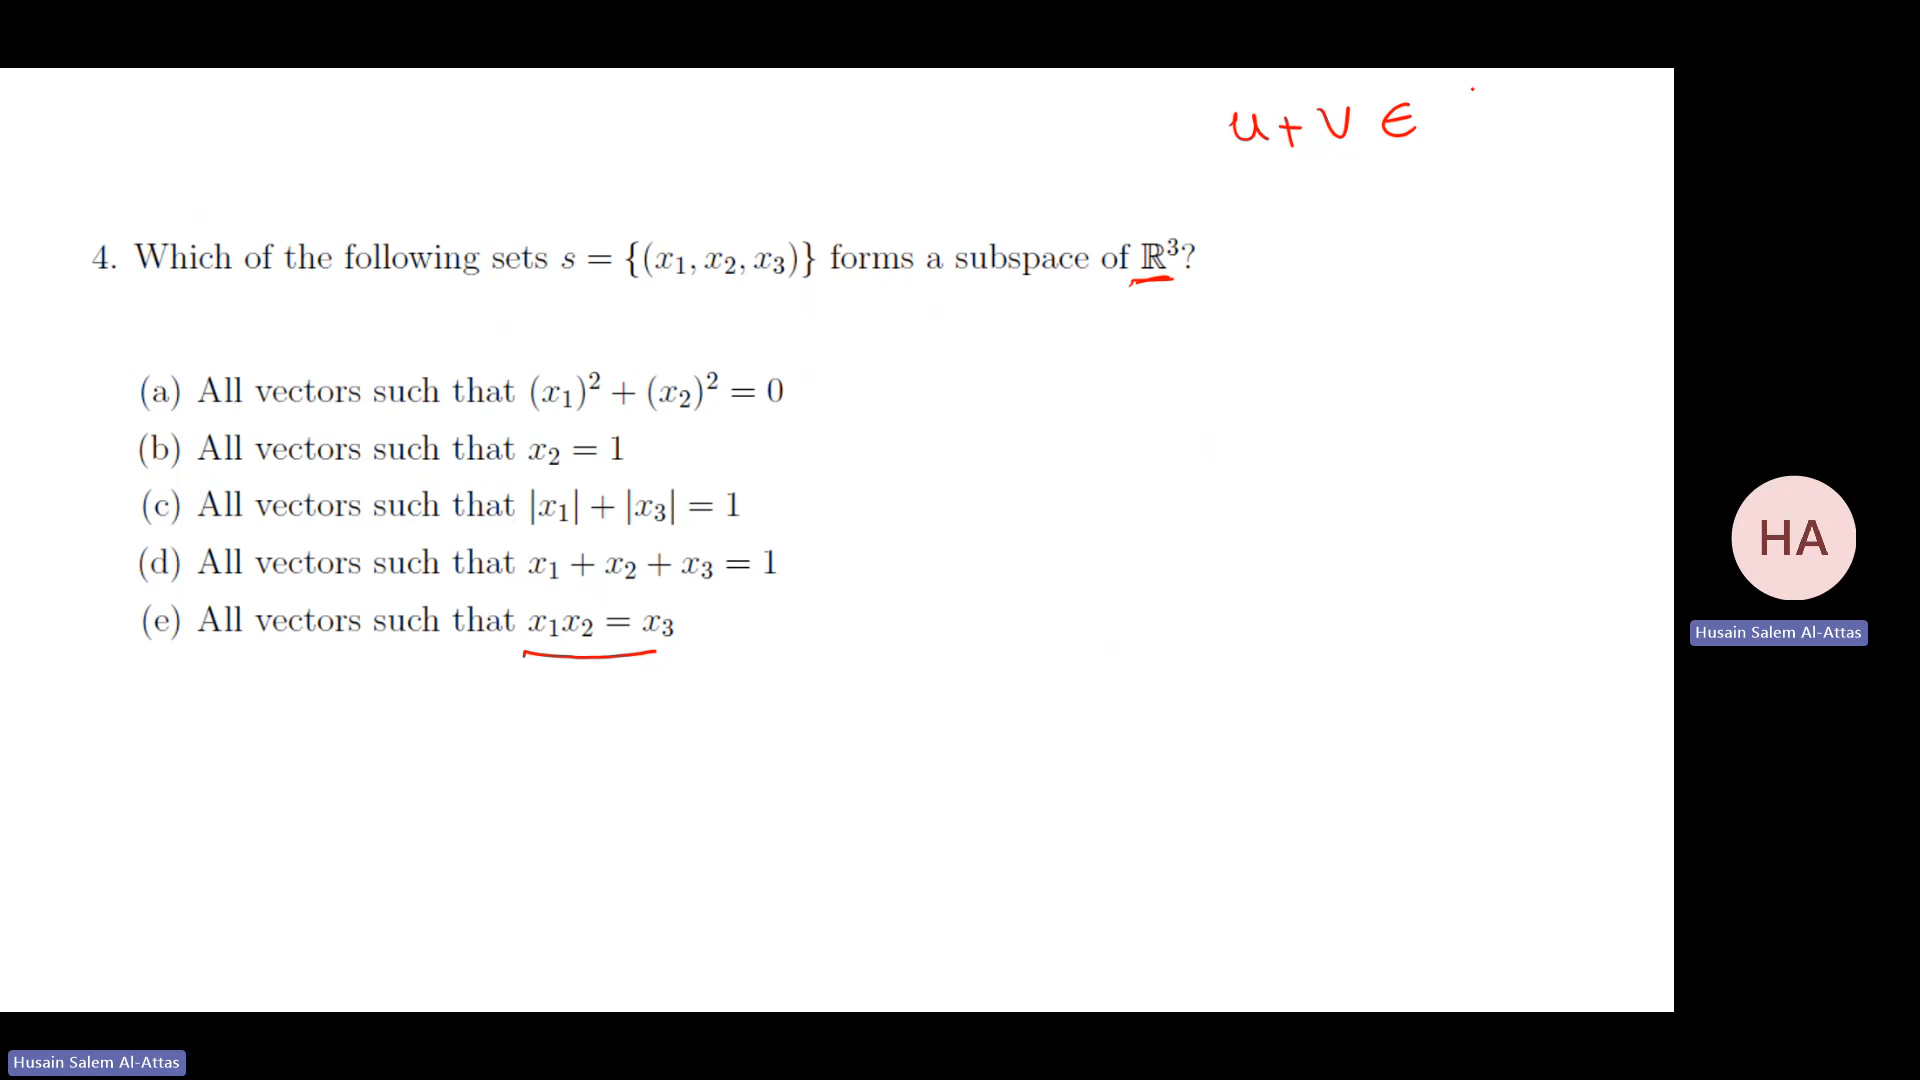 u + v ∈
4. Which of the following sets s = {(x₁, x₂, x₃)} forms a subspace of ℝ³?
(a) All vectors such that (x₁)² + (x₂)² = 0
(b) All vectors such that x₂ = 1
(c) All vectors such that |x₁| + |x₃| = 1
(d) All vectors such that x₁ + x₂ + x₃ = 1
(e) All vectors such that x₁x₂ = x₃
HA
Husain Salem Al-Attas
Husain Salem Al-Attas